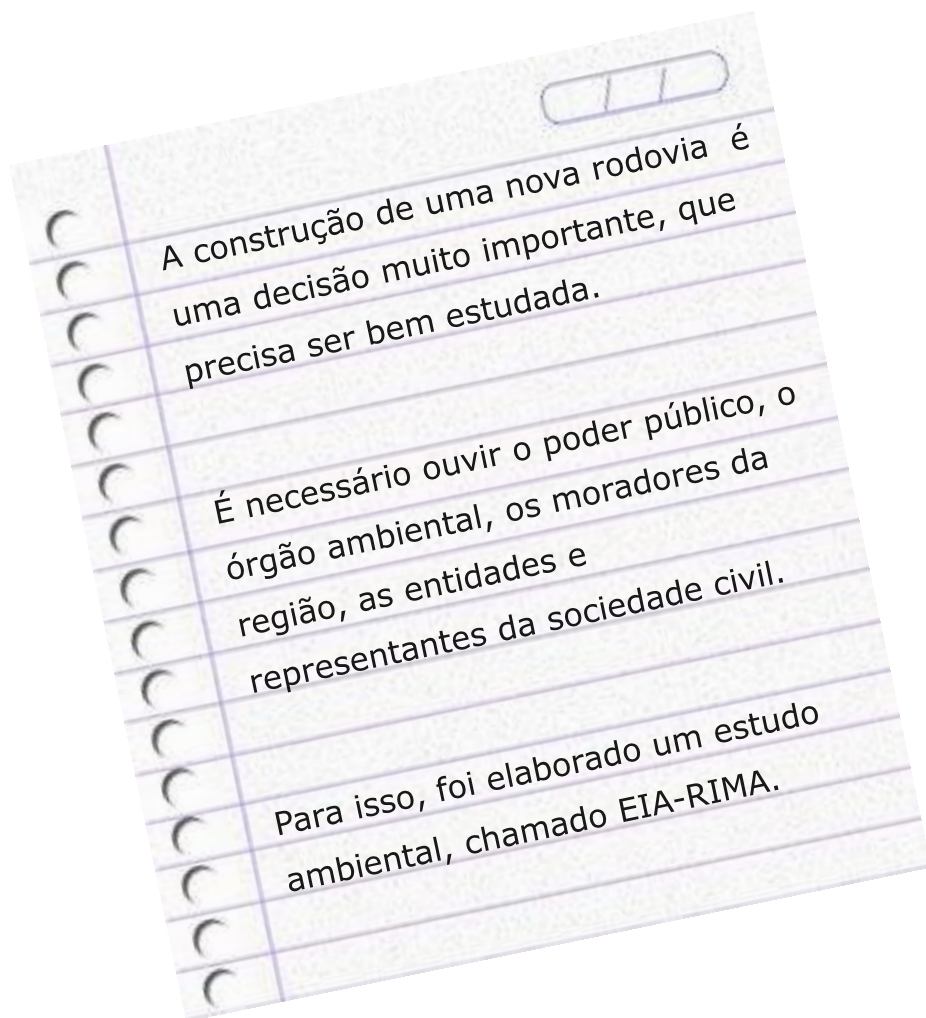 A construção de uma nova rodovia é
uma decisão muito importante, que
precisa ser bem estudada.
É necessário ouvir o poder público, o
órgão ambiental, os moradores da
região, as entidades e
representantes da sociedade civil.
Para isso, foi elaborado um estudo
ambiental, chamado EIA-RIMA.